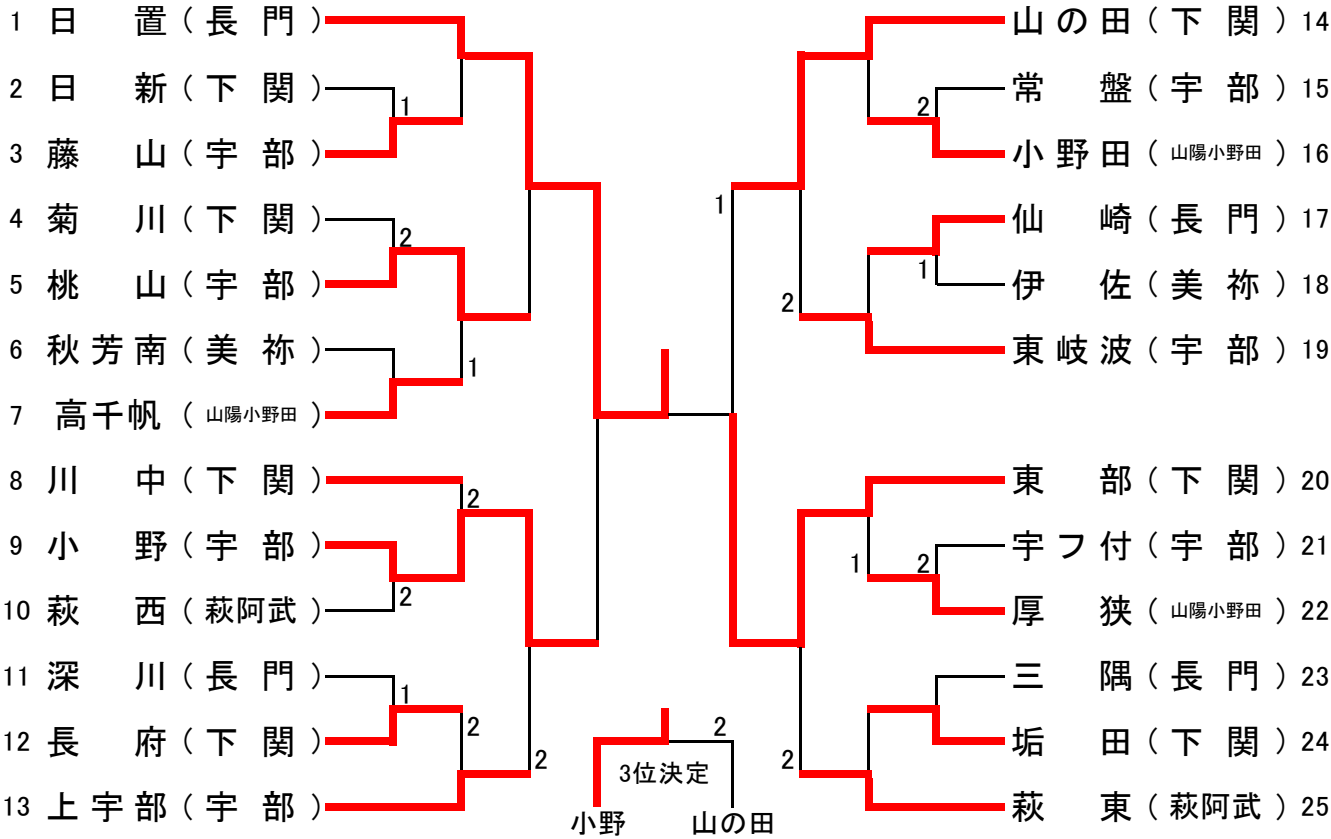 1 日 置 ( 長 門 )
2 日 新 ( 下 関 )
1
3 藤 山 ( 宇 部 )
4 菊 川 ( 下 関 )
2
5 桃 山 ( 宇 部 )
6 秋 芳 南 ( 美 祢 )
1
7 高千帆 ( 山陽小野田 )
8 川 中 ( 下 関 )
2
9 小 野 ( 宇 部 )
2
10 萩 西 ( 萩阿武 )
11 深 川 ( 長 門 )
1
2
12 長 府 ( 下 関 )
2
13 上 宇 部 ( 宇 部 )
山 の 田 ( 下 関 ) 14
2
常 盤 ( 宇 部 ) 15
小 野 田 ( 山陽小野田 ) 16
1
仙 崎 ( 長 門 ) 17
1
伊 佐 ( 美 祢 ) 18
2
東 岐 波 ( 宇 部 ) 19
東 部 ( 下 関 ) 20
宇 フ 付 ( 宇 部 ) 21
1
2
厚 狭 ( 山陽小野田 ) 22
三 隅 ( 長 門 ) 23
垢 田 ( 下 関 ) 24
2
萩 東 ( 萩阿武 ) 25
2
3位決定
小野 山の田